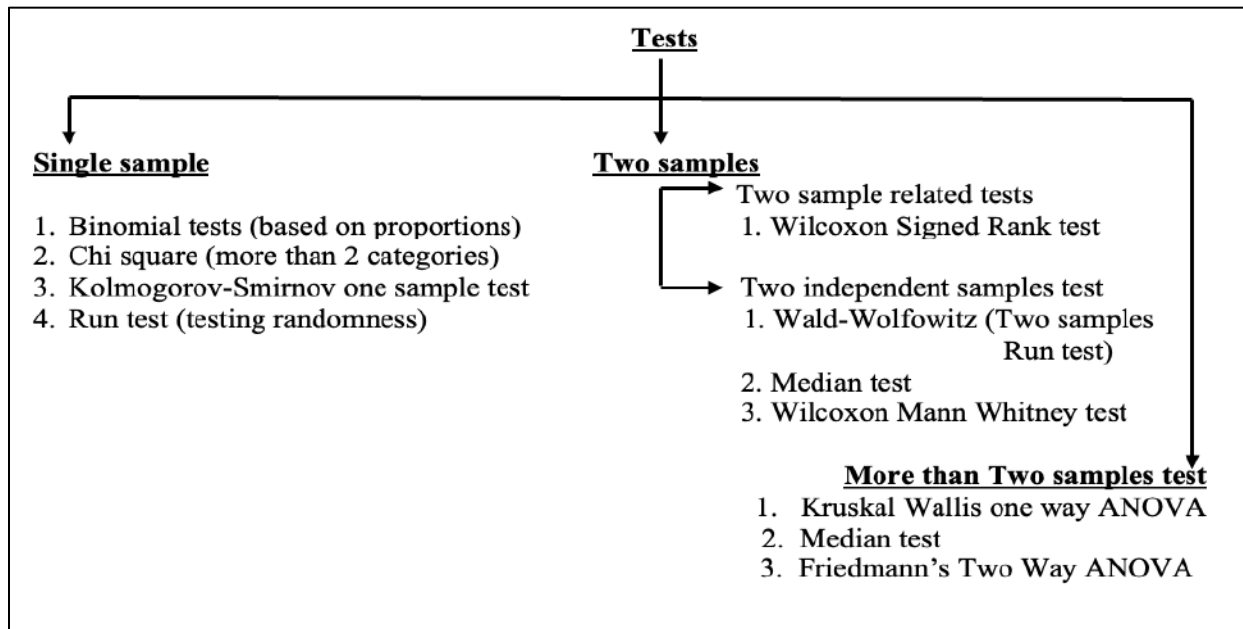 Tests
Single sample
1. Binomial tests (based on proportions)
2. Chi square (more than 2 categories)
3. Kolmogorov-Smirnov one sample test
4. Run test (testing randomness)
Two samples
Two sample related tests
1. Wilcoxon Signed Rank test
Two independent samples test
1. Wald-Wolfowitz (Two samples
Run test)
2. Median test
3. Wilcoxon Mann Whitney test
More than Two samples test
1. Kruskal Wallis one way ANOVA
2. Median test
3. Friedmann's Two Way ANOVA